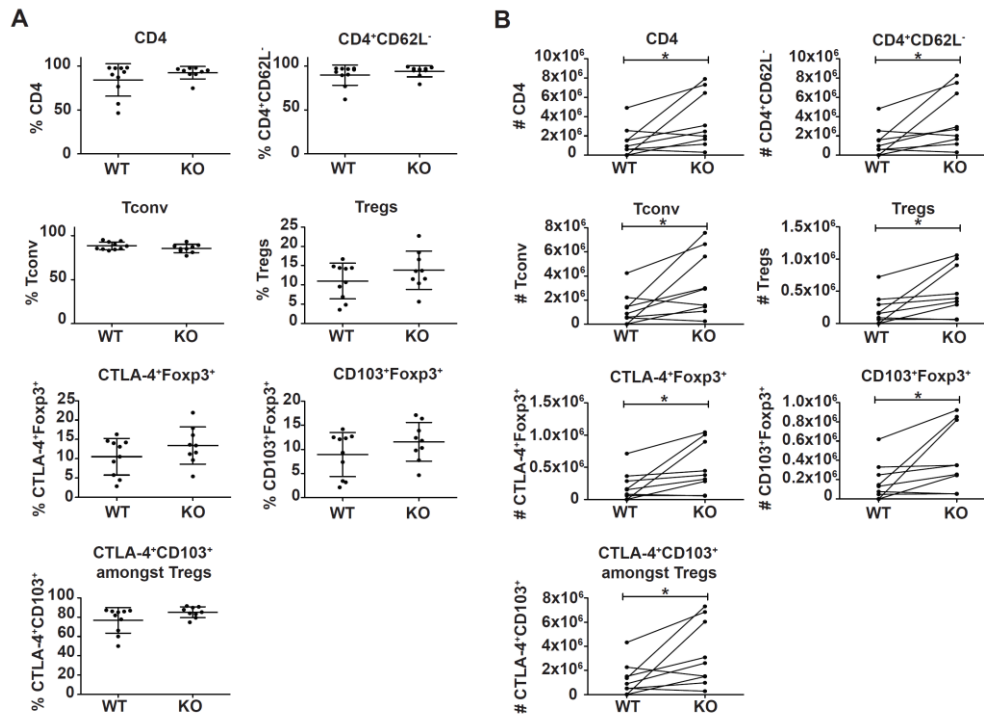 A
CD4
% CD4
100
50
0
WT KO
CD4⁺CD62L⁻
% CD4⁺CD62L⁻
100
50
0
WT KO
Tconv
% Tconv
100
50
0
WT KO
Tregs
% Tregs
25
20
15
10
5
0
WT KO
CTLA-4⁺Foxp3⁺
% CTLA-4⁺Foxp3⁺
25
20
15
10
5
0
WT KO
CD103⁺Foxp3⁺
% CD103⁺Foxp3⁺
20
15
10
5
0
WT KO
CTLA-4⁺CD103⁺
amongst Tregs
% CTLA-4⁺CD103⁺
100
80
60
40
20
0
WT KO
B
CD4
# CD4
10x10⁶
8x10⁶
6x10⁶
4x10⁶
2x10⁶
0
*
WT KO
CD4⁺CD62L⁻
# CD4⁺CD62L⁻
10x10⁶
8x10⁶
6x10⁶
4x10⁶
2x10⁶
0
*
WT KO
Tconv
# Tconv
8x10⁶
6x10⁶
4x10⁶
2x10⁶
0
*
WT KO
Tregs
# Tregs
1.5x10⁶
1.0x10⁶
0.5x10⁶
0
*
WT KO
CTLA-4⁺Foxp3⁺
# CTLA-4⁺Foxp3⁺
1.5x10⁶
1.0x10⁶
0.5x10⁶
0
*
WT KO
CD103⁺Foxp3⁺
# CD103⁺Foxp3⁺
1.0x10⁶
0.8x10⁶
0.6x10⁶
0.4x10⁶
0.2x10⁶
0
*
WT KO
CTLA-4⁺CD103⁺
amongst Tregs
# CTLA-4⁺CD103⁺
8x10⁶
6x10⁶
4x10⁶
2x10⁶
0
*
WT KO